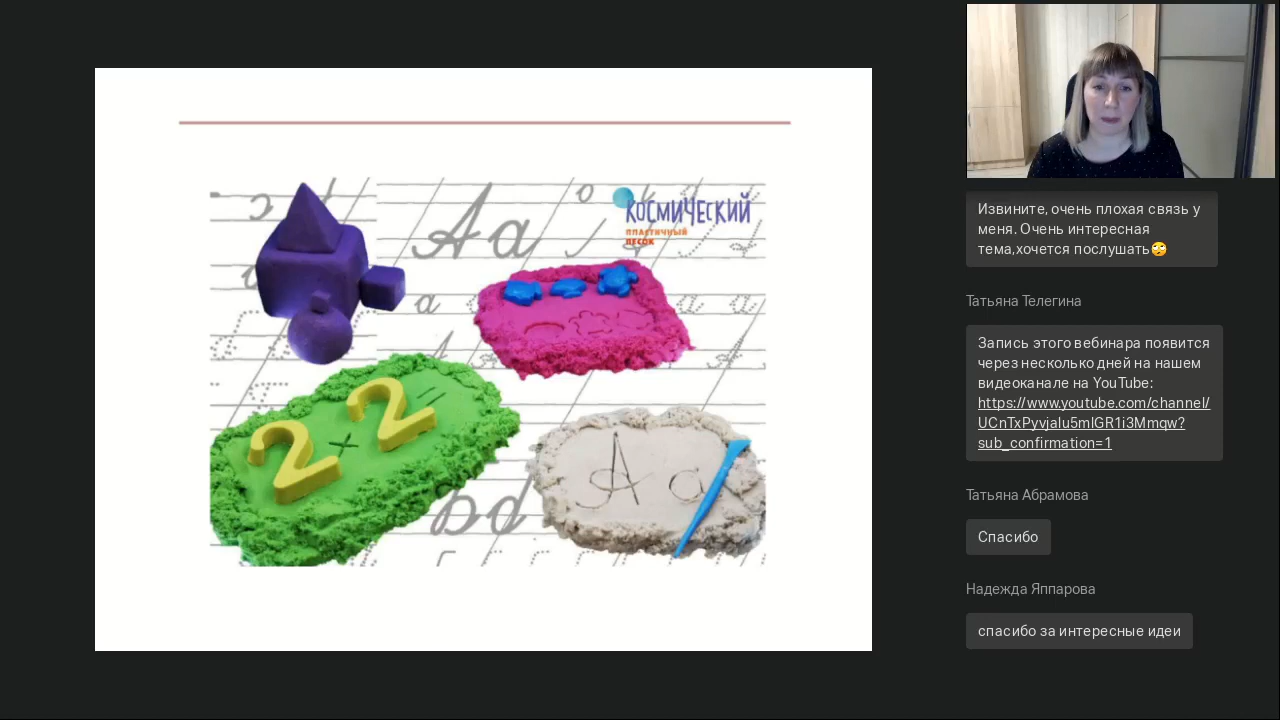 Aa
КОСМИЧЕСКИЙ
ПЛАСТИЧНЫЙ
ПЕСОК
a
a a
2 + 2 =
A a
bd
Извините, очень плохая связь у
меня. Очень интересная
тема,хочется послушать🙄
Татьяна Телегина
Запись этого вебинара появится
через несколько дней на нашем
видеоканале на YouTube:
https://www.youtube.com/channel/
UCnTxPyvjaIu5mIGR1i3Mmqw?
sub_confirmation=1
Татьяна Абрамова
Спасибо
Надежда Яппарова
спасибо за интересные идеи